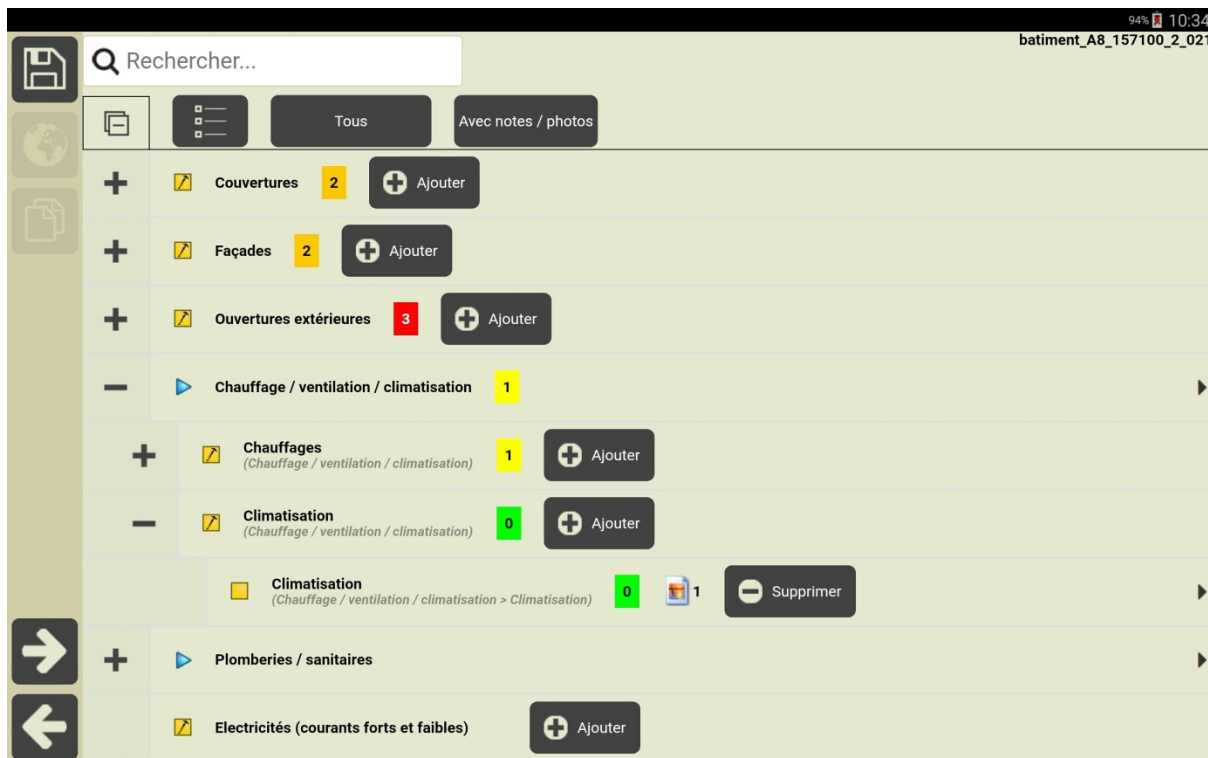 94% 10:34
batiment_A8_157100_2_021
Rechercher...
Tous
Avec notes / photos
Couvertures 2 Ajouter
Façades 2 Ajouter
Ouvertures extérieures 3 Ajouter
Chauffage / ventilation / climatisation 1
Chauffages
(Chauffage / ventilation / climatisation)
1 Ajouter
Climatisation
(Chauffage / ventilation / climatisation)
0 Ajouter
Climatisation
(Chauffage / ventilation / climatisation > Climatisation)
0 1 Supprimer
Plomberies / sanitaires
Electricités (courants forts et faibles) Ajouter